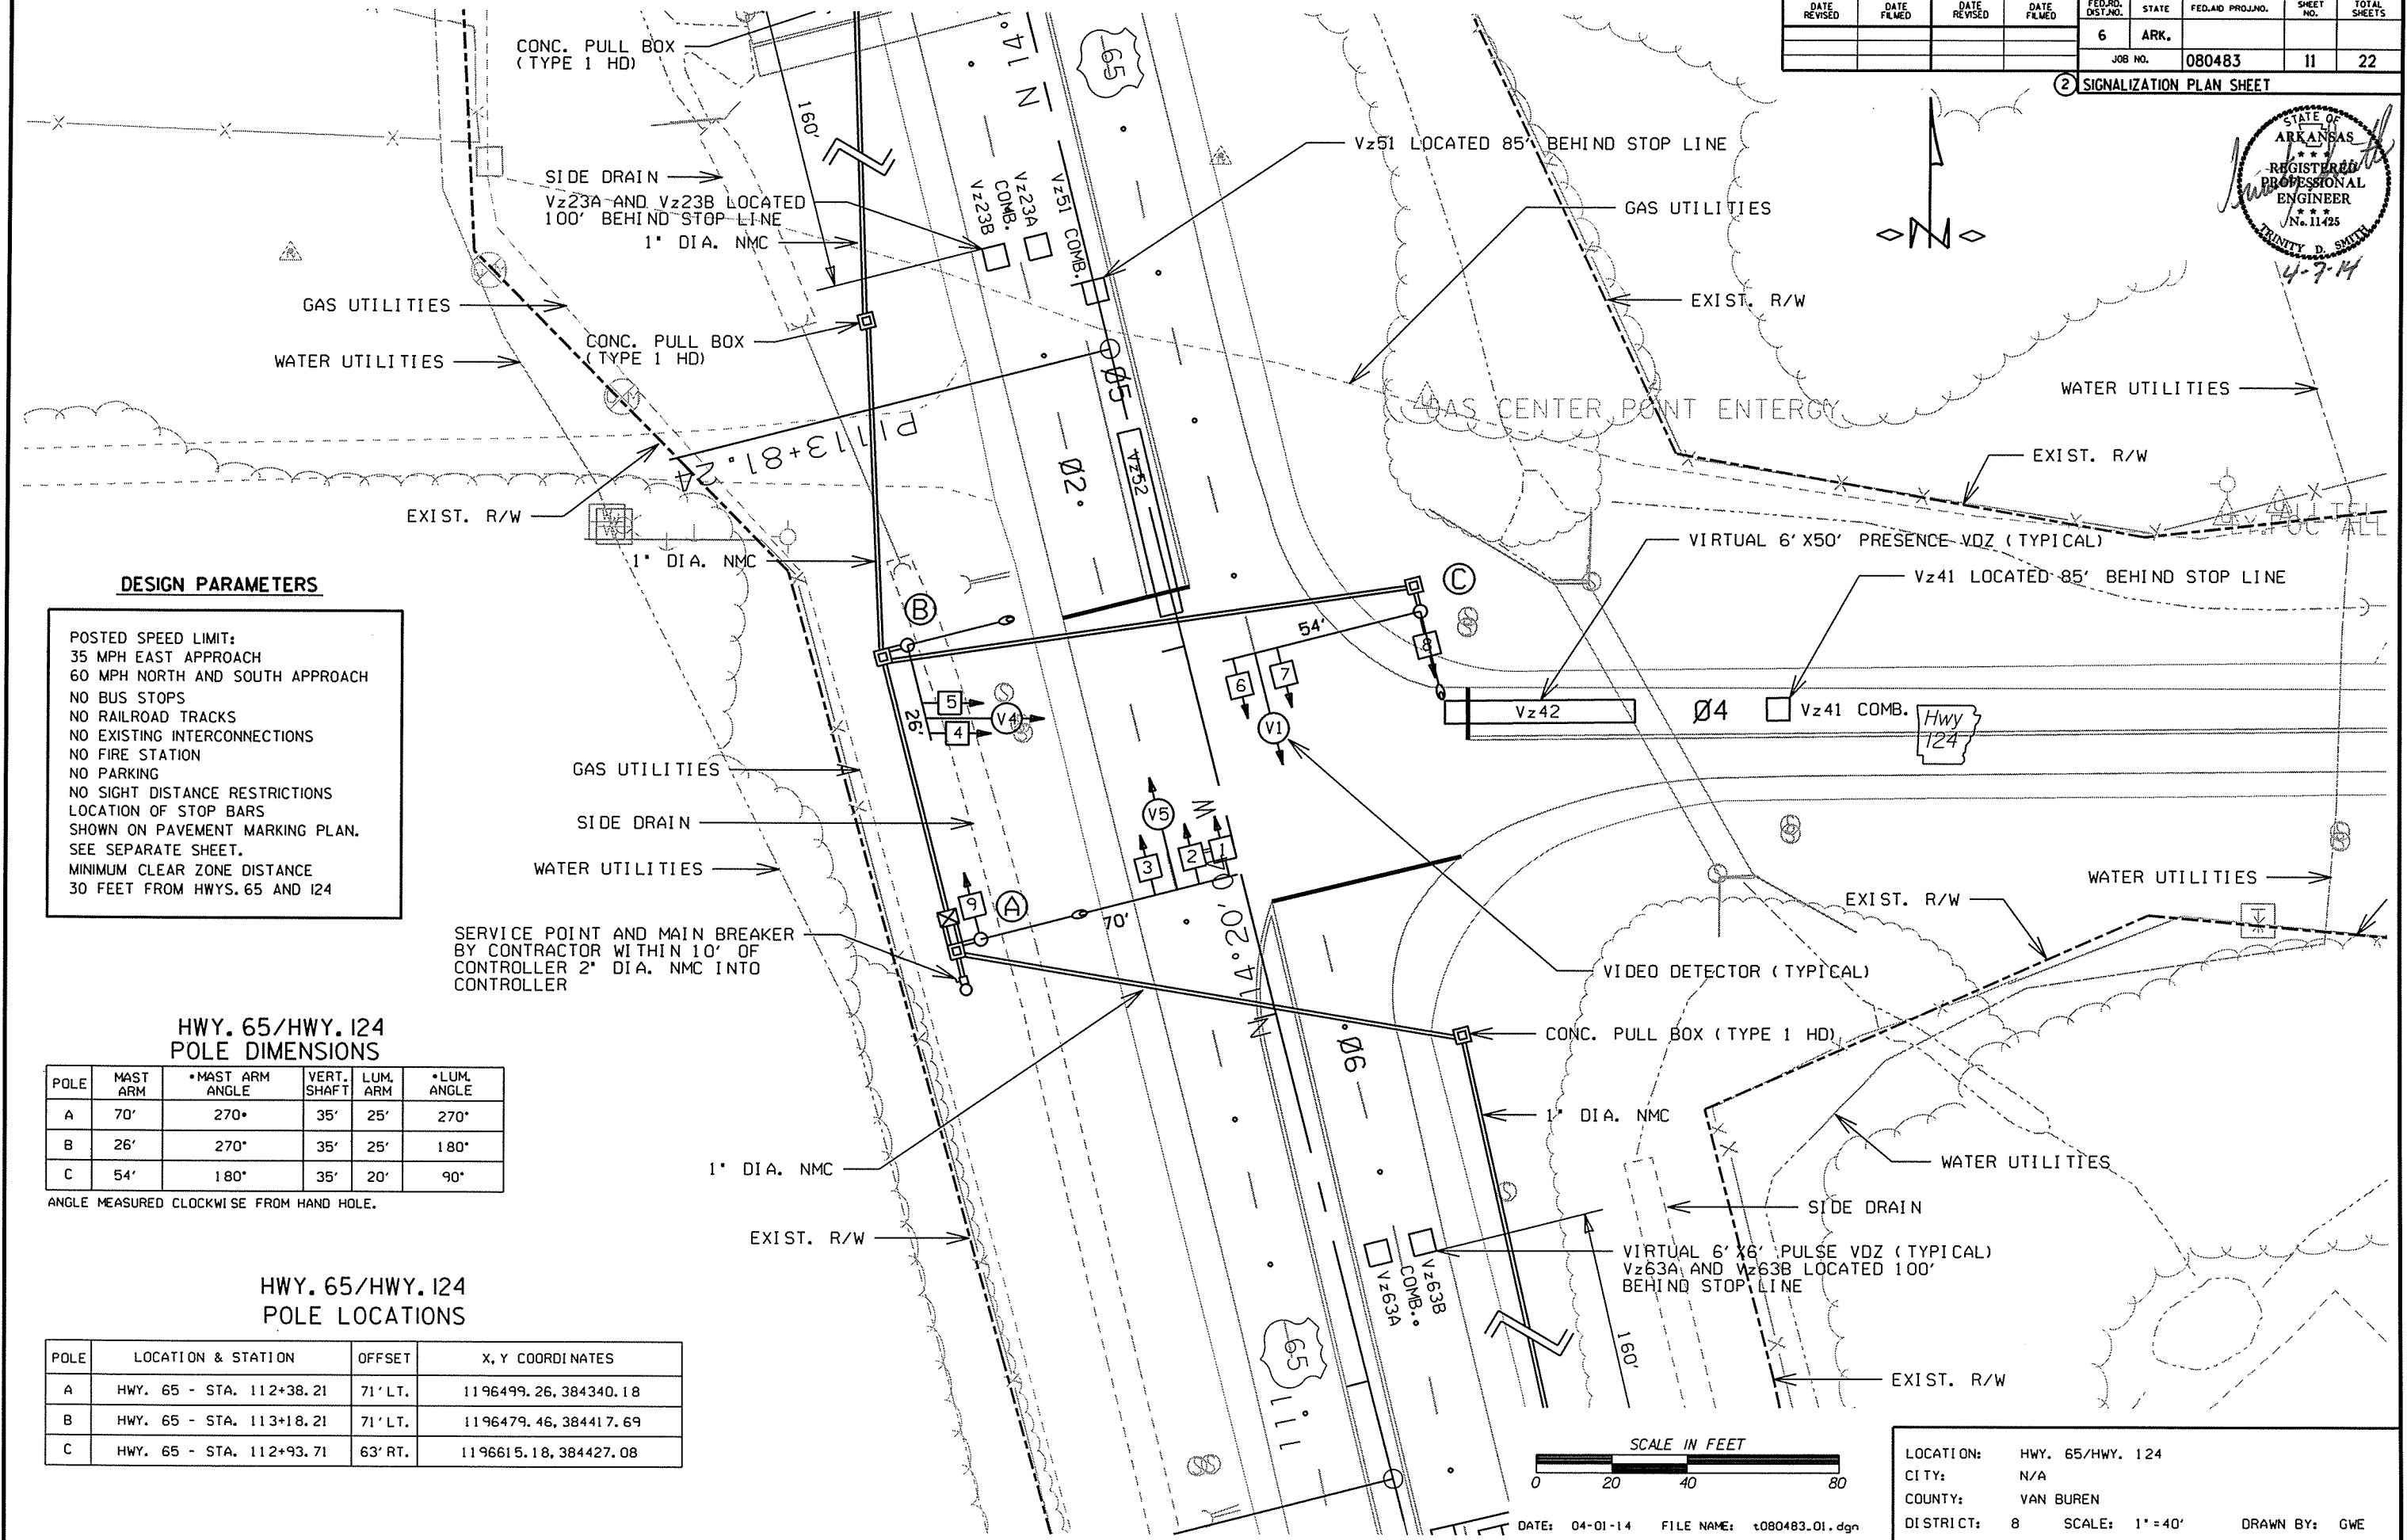 DATE REVISED
DATE FILMED
DATE REVISED
DATE FILMED
FED.RD. DIST.NO.
STATE
FED.AID PROJ.NO.
SHEET NO.
TOTAL SHEETS
6 ARK.
JOB NO. 080483 11 22
2 SIGNALIZATION PLAN SHEET
STATE OF
ARKANSAS
REGISTERED
PROFESSIONAL
ENGINEER
No. 11425
TRINITY D. SMITH
4-7-14
CONC. PULL BOX
(TYPE 1 HD)
160'
14°
N
65
SIDE DRAIN
Vz23A AND Vz23B LOCATED
100' BEHIND STOP LINE
1" DIA. NMC
Vz23B
COMB.
Vz23A
Vz51 COMB.
Vz51 LOCATED 85' BEHIND STOP LINE
GAS UTILITIES
EXIST. R/W
GAS UTILITIES
WATER UTILITIES
CONC. PULL BOX
(TYPE 1 HD)
WATER UTILITIES
GAS CENTER POINT ENTERGY
EXIST. R/W
PI 113+81.24
Ø5
Ø2
Vz52
EXIST. R/W
1" DIA. NMC
VIRTUAL 6' X50' PRESENCE VDZ (TYPICAL)
Vz41 LOCATED 85' BEHIND STOP LINE
DESIGN PARAMETERS
POSTED SPEED LIMIT:
35 MPH EAST APPROACH
60 MPH NORTH AND SOUTH APPROACH
NO BUS STOPS
NO RAILROAD TRACKS
NO EXISTING INTERCONNECTIONS
NO FIRE STATION
NO PARKING
NO SIGHT DISTANCE RESTRICTIONS
LOCATION OF STOP BARS
SHOWN ON PAVEMENT MARKING PLAN.
SEE SEPARATE SHEET.
MINIMUM CLEAR ZONE DISTANCE
30 FEET FROM HWYS. 65 AND 124
B
C
54'
8
6
7
V1
5
4
V4
26'
Vz42
Ø4
Vz41 COMB.
Hwy
124
GAS UTILITIES
SIDE DRAIN
WATER UTILITIES
V5
3
2
1
W
9
A
70'
N 14°20'
SERVICE POINT AND MAIN BREAKER
BY CONTRACTOR WITHIN 10' OF
CONTROLLER 2" DIA. NMC INTO
CONTROLLER
EXIST. R/W
WATER UTILITIES
VIDEO DETECTOR (TYPICAL)
CONC. PULL BOX (TYPE 1 HD)
Ø6
1" DIA. NMC
HWY. 65/HWY. 124
POLE DIMENSIONS
POLE
MAST ARM
•MAST ARM ANGLE
VERT. SHAFT
LUM. ARM
•LUM. ANGLE
A 70' 270° 35' 25' 270°
B 26' 270° 35' 25' 180°
C 54' 180° 35' 20' 90°
ANGLE MEASURED CLOCKWISE FROM HAND HOLE.
1" DIA. NMC
EXIST. R/W
WATER UTILITIES
SIDE DRAIN
VIRTUAL 6' X6' PULSE VDZ (TYPICAL)
Vz63A AND Vz63B LOCATED 100'
BEHIND STOP LINE
Vz63A
COMB.
Vz63B
160'
65
111
EXIST. R/W
HWY. 65/HWY. 124
POLE LOCATIONS
POLE LOCATION & STATION OFFSET X, Y COORDINATES
A HWY. 65 - STA. 112+38.21 71' LT. 1196499.26, 384340.18
B HWY. 65 - STA. 113+18.21 71' LT. 1196479.46, 384417.69
C HWY. 65 - STA. 112+93.71 63' RT. 1196615.18, 384427.08
SCALE IN FEET
0 20 40 80
DATE: 04-01-14 FILE NAME: t080483.01.dgn
LOCATION: HWY. 65/HWY. 124
CITY: N/A
COUNTY: VAN BUREN
DISTRICT: 8 SCALE: 1"=40' DRAWN BY: GWE